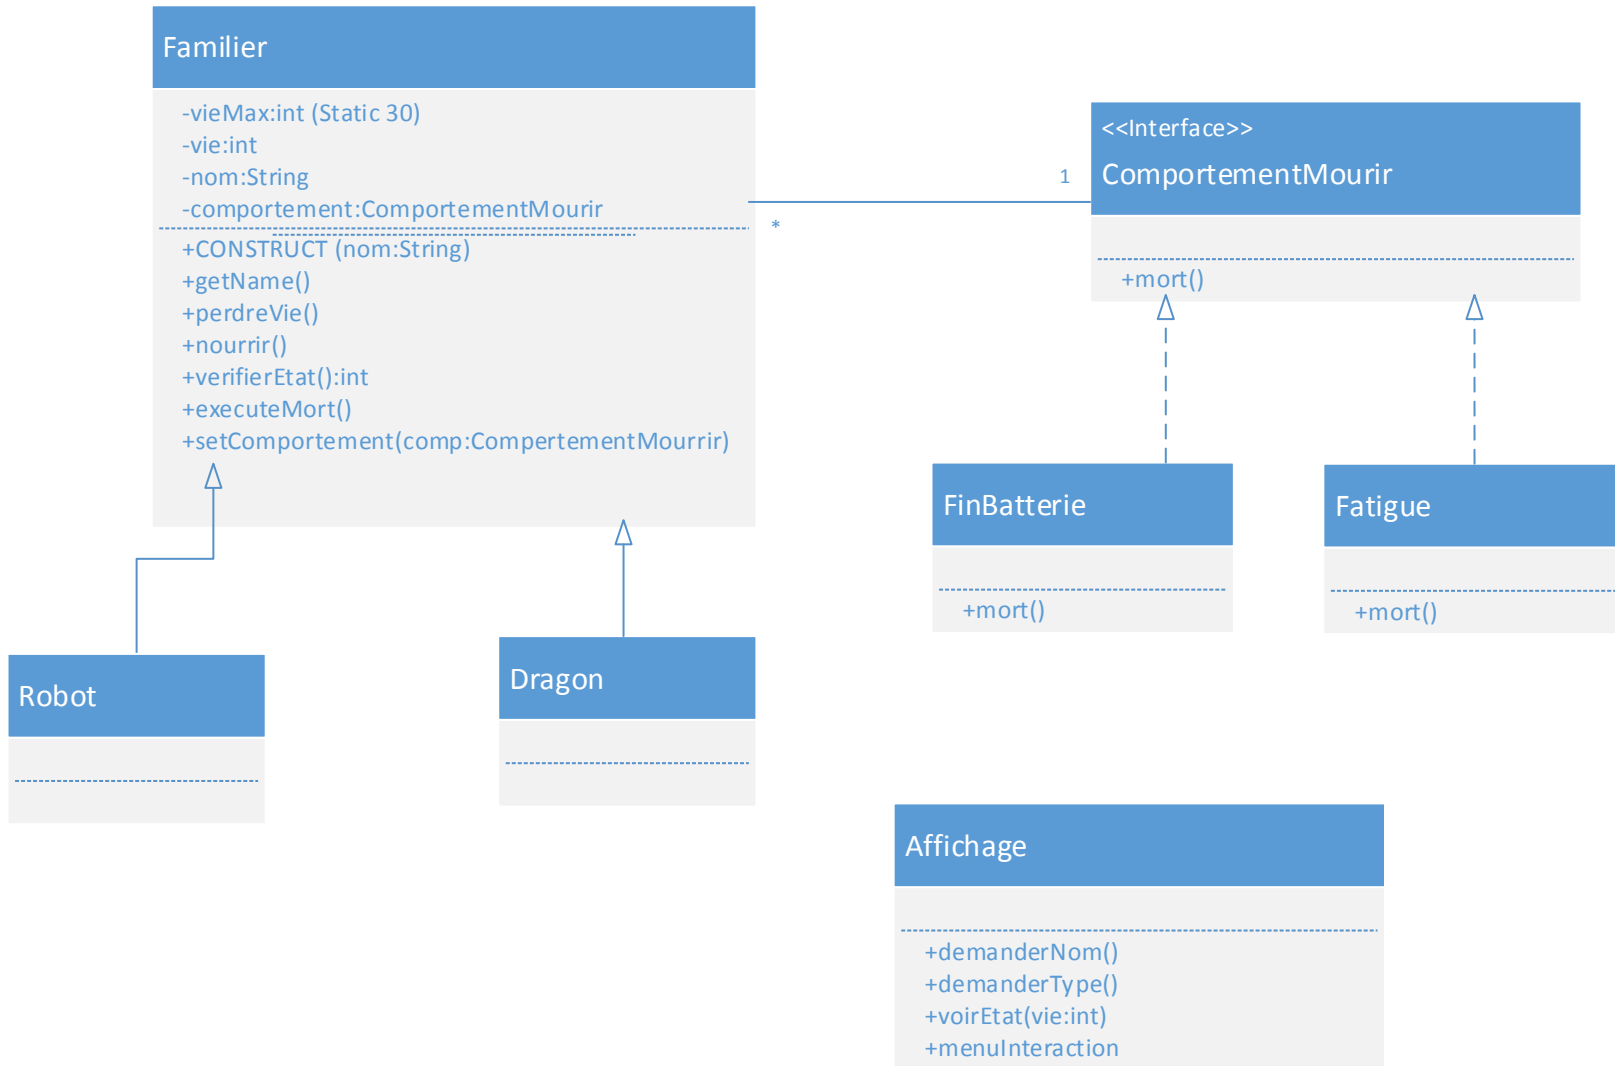 Familier
-vieMax:int (Static 30)
-vie:int
-nom:String
-comportement:ComportementMourir
+CONSTRUCT (nom:String)
+getName()
+perdreVie()
+nourrir()
+verifierEtat():int
+executeMort()
+setComportement(comp:CompertementMourrir)
1
*
<<Interface>>
ComportementMourir
+mort()
FinBatterie
+mort()
Fatigue
+mort()
Robot
Dragon
Affichage
+demanderNom()
+demanderType()
+voirEtat(vie:int)
+menuInteraction